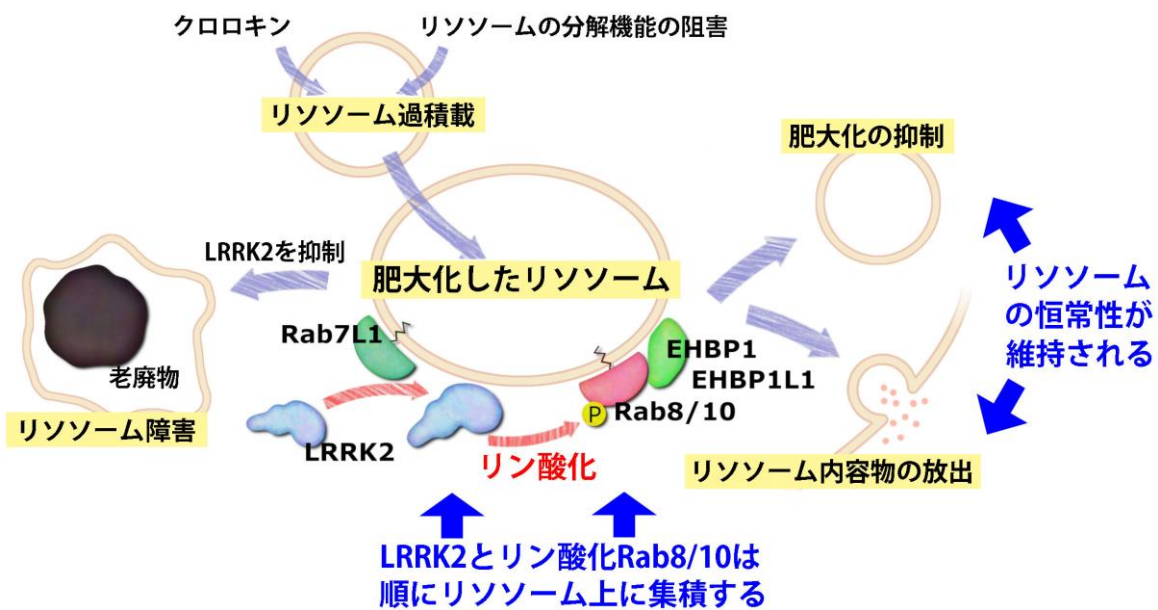 クロロキン
リソソームの分解機能の阻害
リソソーム過積載
肥大化の抑制
LRRK2を抑制
肥大化したリソソーム
リソソーム
の恒常性が
維持される
Rab7L1
EHBP1
EHBP1L1
老廃物
P
Rab8/10
リソソーム障害
LRRK2
リン酸化
リソソーム内容物の放出
LRRK2とリン酸化Rab8/10は
順にリソソーム上に集積する